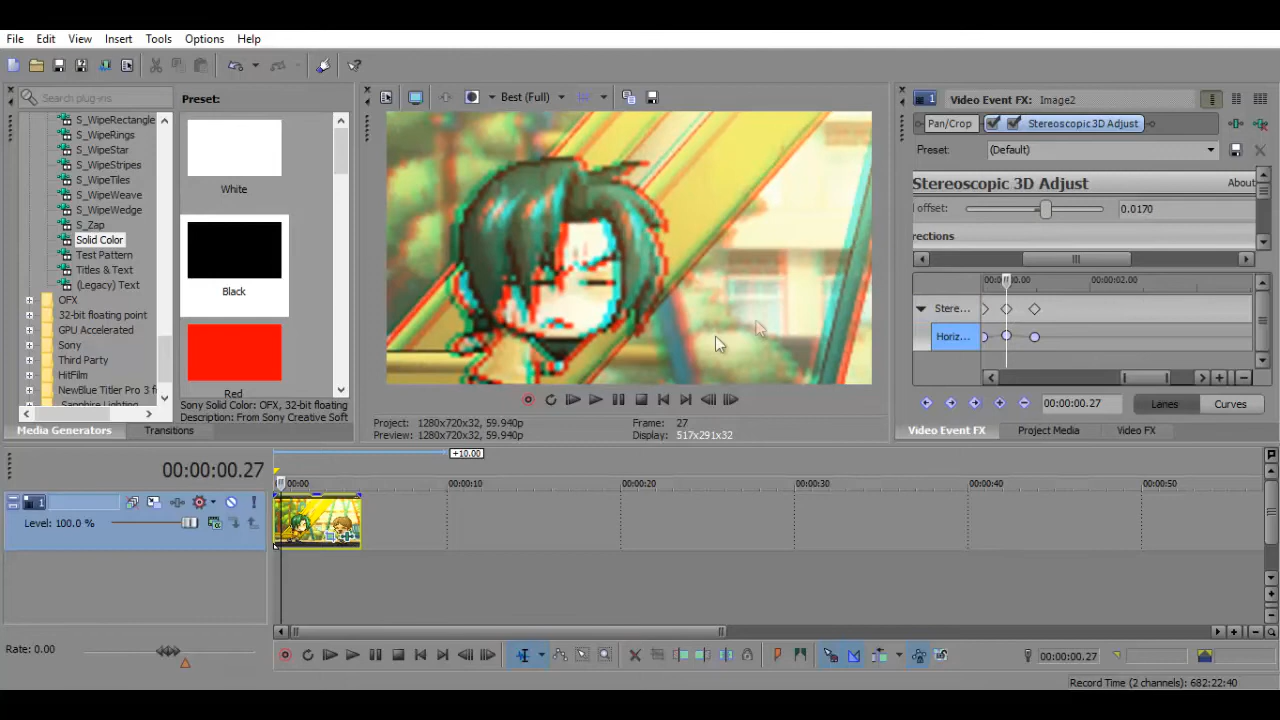 File Edit View Insert Tools Options Help
Search plug-ins
Preset:
S_WipeRectangle
S_WipeRings
S_WipeStar
S_WipeStripes
S_WipeTiles
S_WipeWeave
S_WipeWedge
S_Zap
Solid Color
Test Pattern
Titles & Text
(Legacy) Text
OFX
32-bit floating point
GPU Accelerated
Sony
Third Party
HitFilm
NewBlue Titler Pro 3 f
White
Black
Red
Sony Solid Color: OFX, 32-bit floating
Description: From Sony Creative Soft
Media Generators Transitions
Best (Full)
Project: 1280x720x32, 59.940p
Preview: 1280x720x32, 59.940p
Frame: 27
Display: 517x291x32
1 Video Event FX: Image2
Pan/Crop Stereoscopic 3D Adjust
Preset: (Default)
Stereoscopic 3D Adjust About
l offset: 0.0170
rections
00:00:02.00
Stere...
Horiz...
00:00:00.27 Lanes Curves
Video Event FX Project Media Video FX
00:00:00.27
+10.00
00:00 00:00:10 00:00:20 00:00:30 00:00:40 00:00:50
1
Level: 100.0 %
Rate: 0.00
00:00:00.27
Record Time (2 channels): 682:22:40